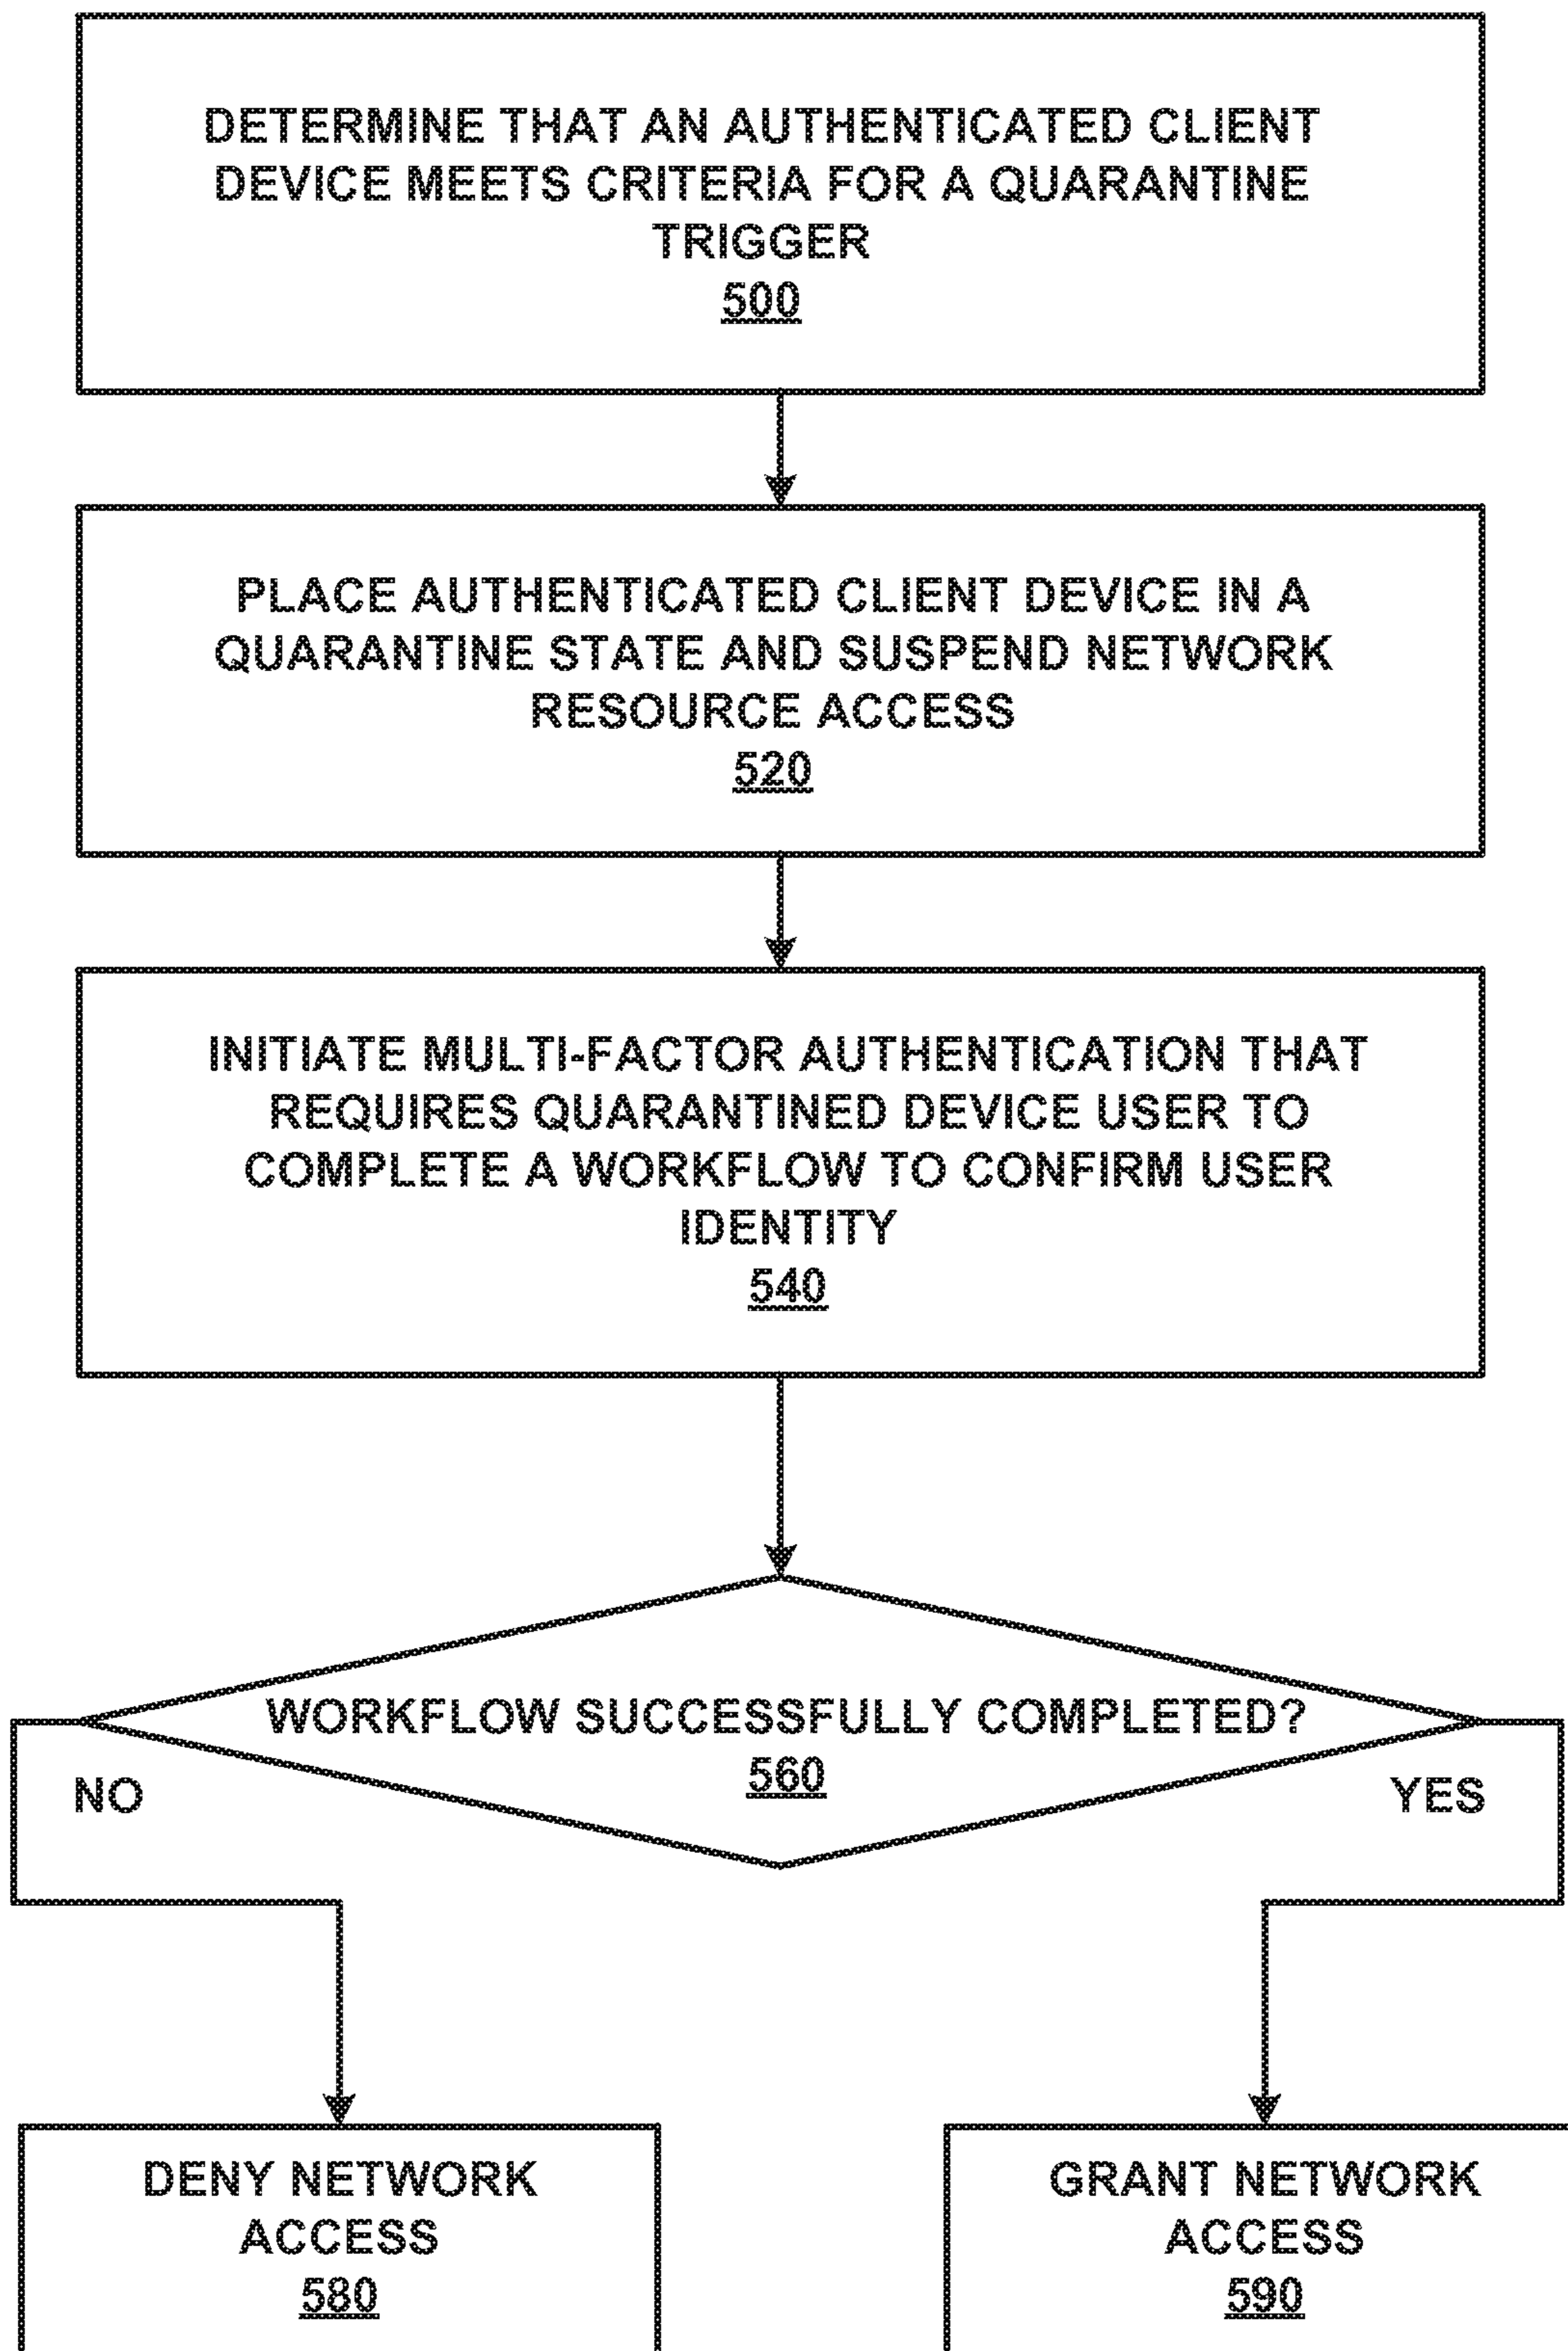 DETERMINE THAT AN AUTHENTICATED CLIENT
DEVICE MEETS CRITERIA FOR A QUARANTINE
TRIGGER
500
PLACE AUTHENTICATED CLIENT DEVICE IN A
QUARANTINE STATE AND SUSPEND NETWORK
RESOURCE ACCESS
520
INITIATE MULTI-FACTOR AUTHENTICATION THAT
REQUIRES QUARANTINED DEVICE USER TO
COMPLETE A WORKFLOW TO CONFIRM USER
IDENTITY
540
WORKFLOW SUCCESSFULLY COMPLETED?
560
NO
YES
DENY NETWORK
ACCESS
580
GRANT NETWORK
ACCESS
590